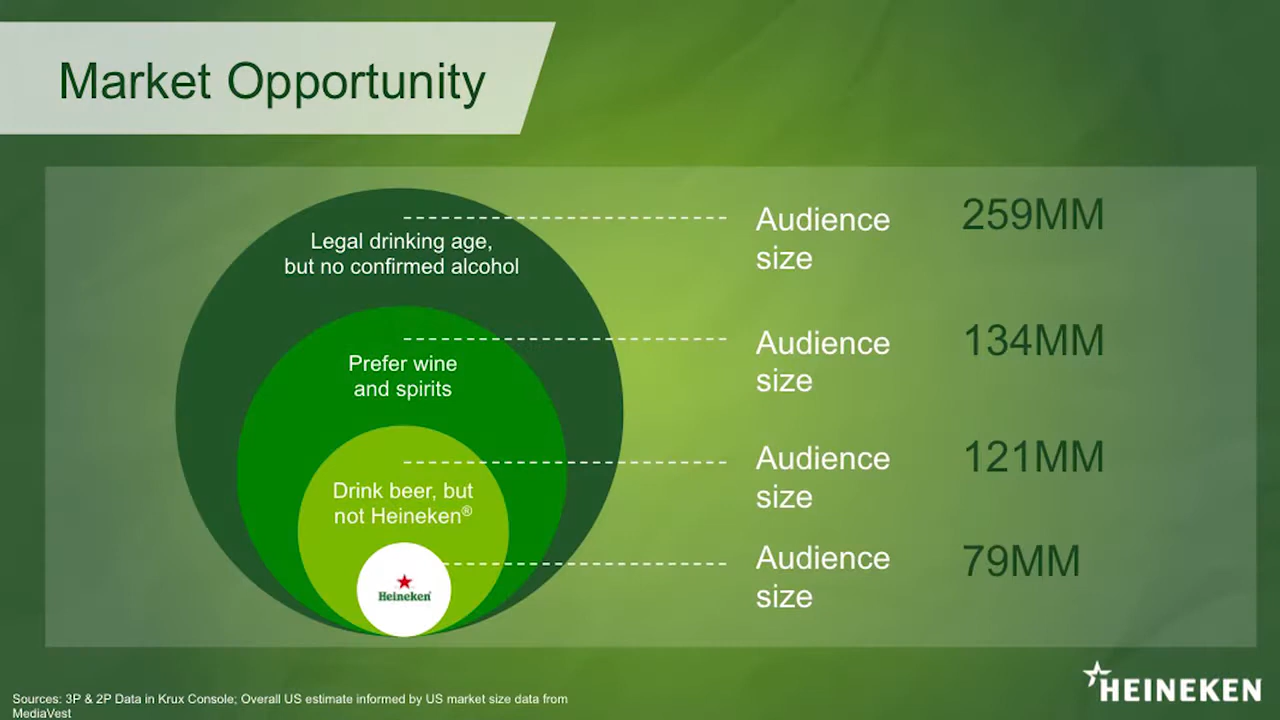 Market Opportunity
Legal drinking age,
but no confirmed alcohol
Audience
size
259MM
Prefer wine
and spirits
Audience
size
134MM
Drink beer, but
not Heineken®
Audience
size
121MM
Heineken
Audience
size
79MM
Sources: 3P & 2P Data in Krux Console; Overall US estimate informed by US market size data from
MediaVest
HEINEKEN